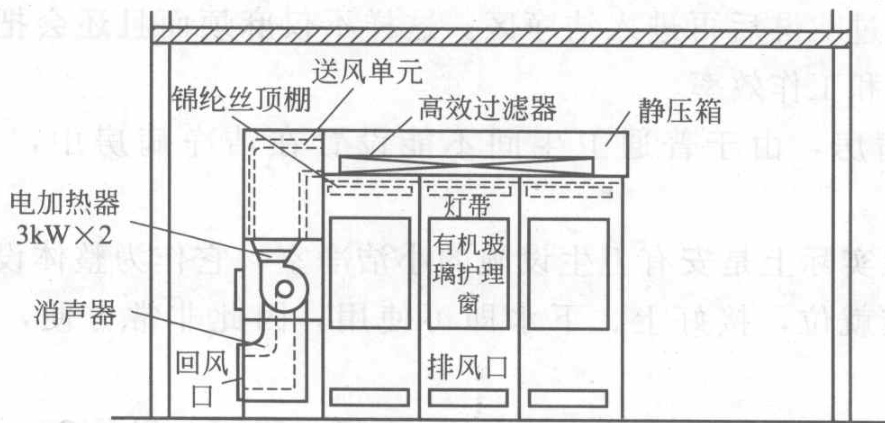 送风单元
锦纶丝顶棚
高效过滤器
静压箱
电加热器
3kW×2
灯带
有机玻
璃护理
窗
消声器
回风
口
排风口